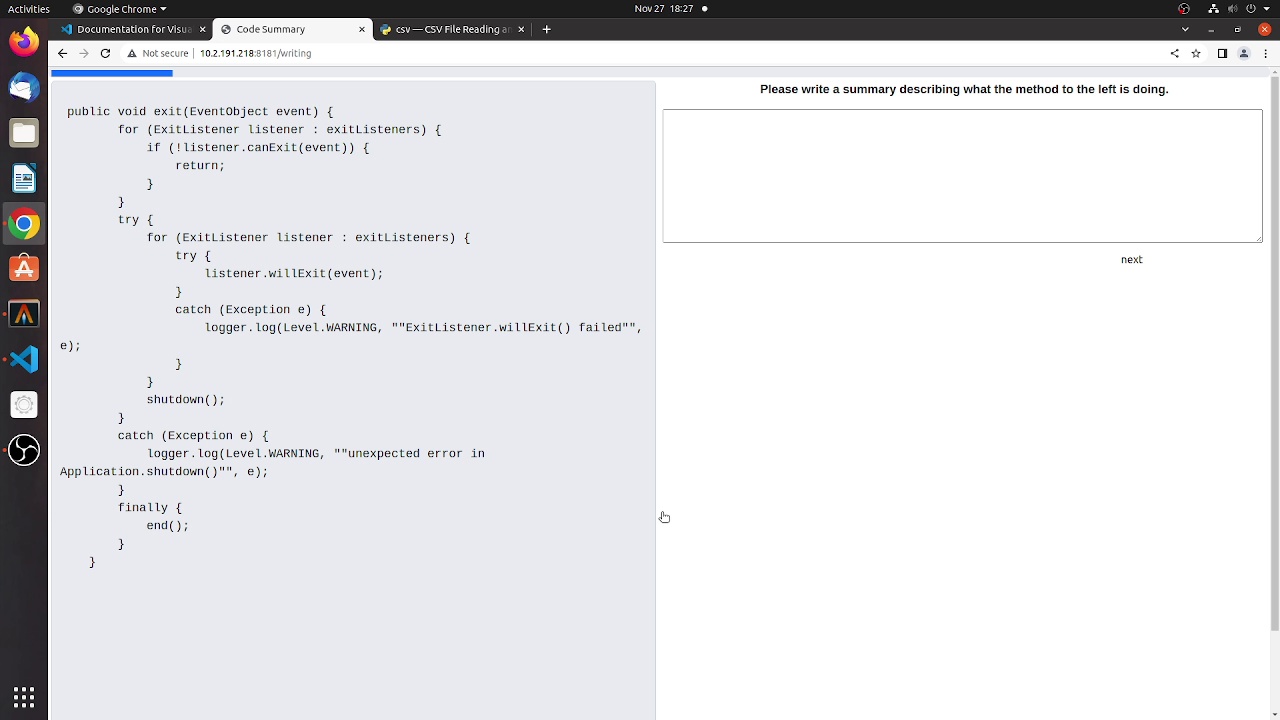 Activities
Google Chrome
Nov 27 18:27
Documentation for Visua
Code Summary
csv — CSV File Reading an
Not secure
10.2.191.218:8181/writing
public void exit(EventObject event) {
for (ExitListener listener : exitListeners) {
if (!listener.canExit(event)) {
return;
}
}
try {
for (ExitListener listener : exitListeners) {
try {
listener.willExit(event);
}
catch (Exception e) {
logger.log(Level.WARNING, ""ExitListener.willExit() failed"",
e);
}
}
shutdown();
}
catch (Exception e) {
logger.log(Level.WARNING, ""unexpected error in
Application.shutdown()"", e);
}
finally {
end();
}
}
Please write a summary describing what the method to the left is doing.
next